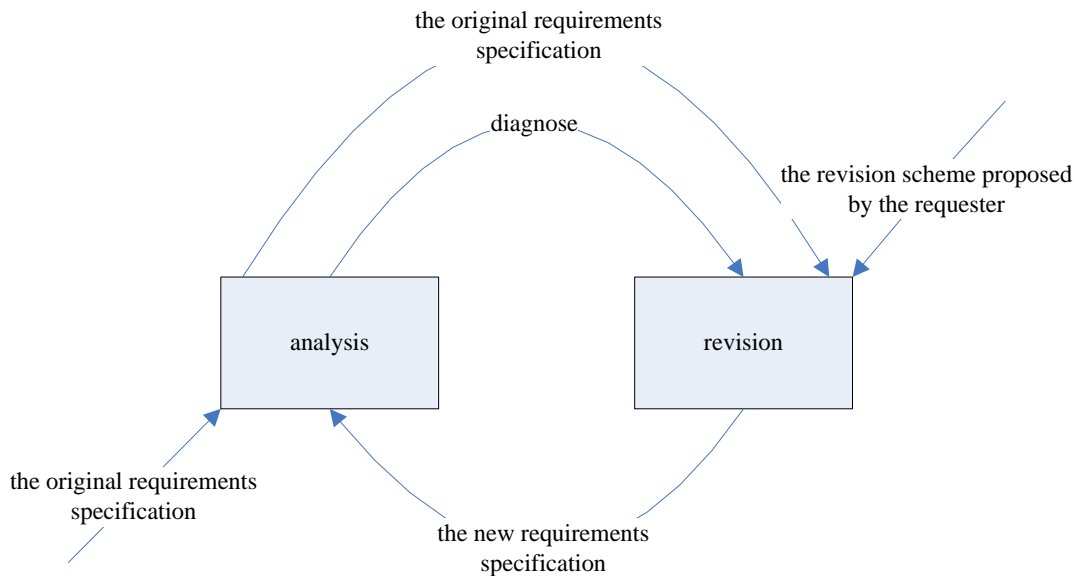 the original requirements
specification
diagnose
the revision scheme proposed
by the requester
analysis
revision
the original requirements
specification
the new requirements
specification